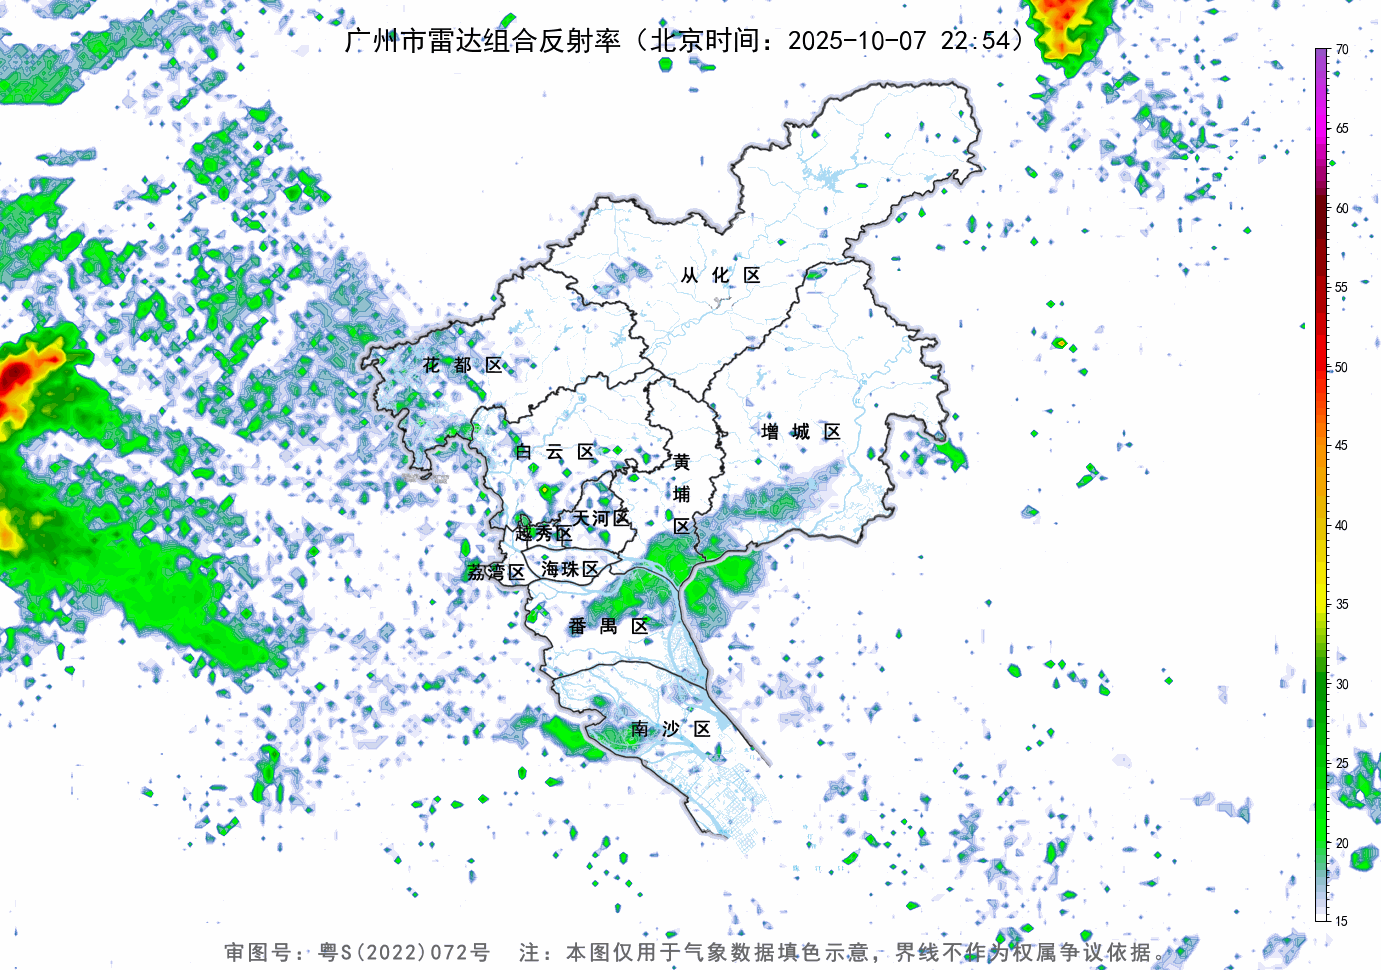 广州市雷达组合反射率（北京时间：2025-10-07 22:54）
70
65
60
55
50
45
40
35
30
25
20
15
从化区
花都区
增城区
白云区
黄埔区
天河区
越秀区
海珠区
荔湾区
番禺区
南沙区
审图号：粤S(2022)072号 注：本图仅用于气象数据填色示意，界线不作为权属争议依据。